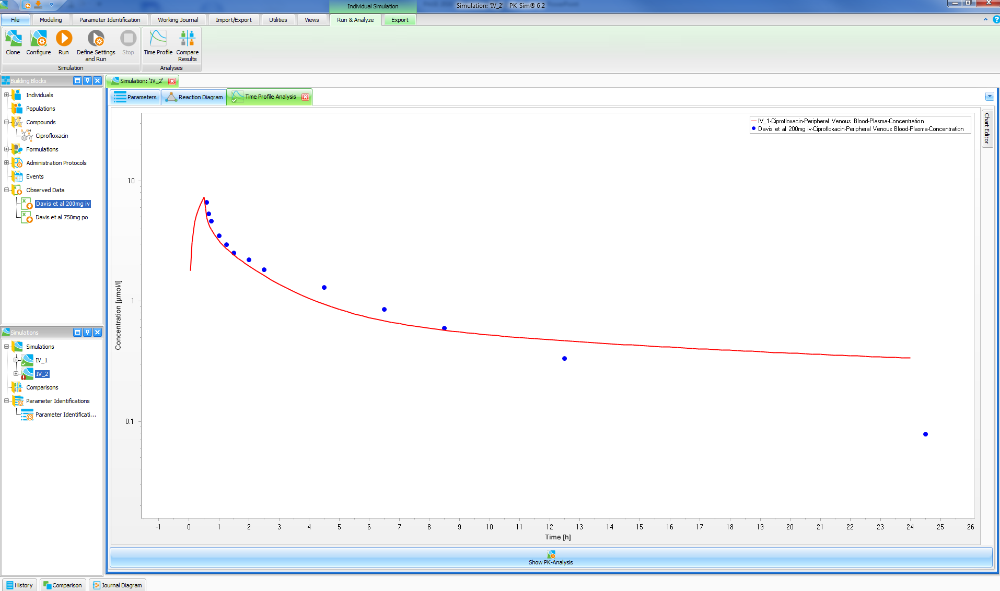 Individual Simulation
Simulation: 'IV_2' - PK-Sim® 6.2
File
Modeling
Parameter Identification
Working Journal
Import/Export
Utilities
Views
Run & Analyze
Export
Clone
Configure
Run
Define Settings and Run
Stop
Time Profile
Compare Results
Simulation
Analyses
Building Blocks
Individuals
Populations
Compounds
Ciprofloxacin
Formulations
Administration Protocols
Events
Observed Data
Davis et al 200mg iv
Davis et al 750mg po
Simulations
Simulations
IV_1
IV_2
Comparisons
Parameter Identifications
Parameter Identificati...
Simulation: 'IV_2'
Parameters
Reaction Diagram
Time Profile Analysis
Chart Editor
IV_1-Ciprofloxacin-Peripheral Venous Blood-Plasma-Concentration
Davis et al 200mg iv-Ciprofloxacin-Peripheral Venous Blood-Plasma-Concentration
Concentration [µmol/l]
10
1
0.1
-1 0 1 2 3 4 5 6 7 8 9 10 11 12 13 14 15 16 17 18 19 20 21 22 23 24 25 26
Time [h]
Show PK-Analysis
History
Comparison
Journal Diagram